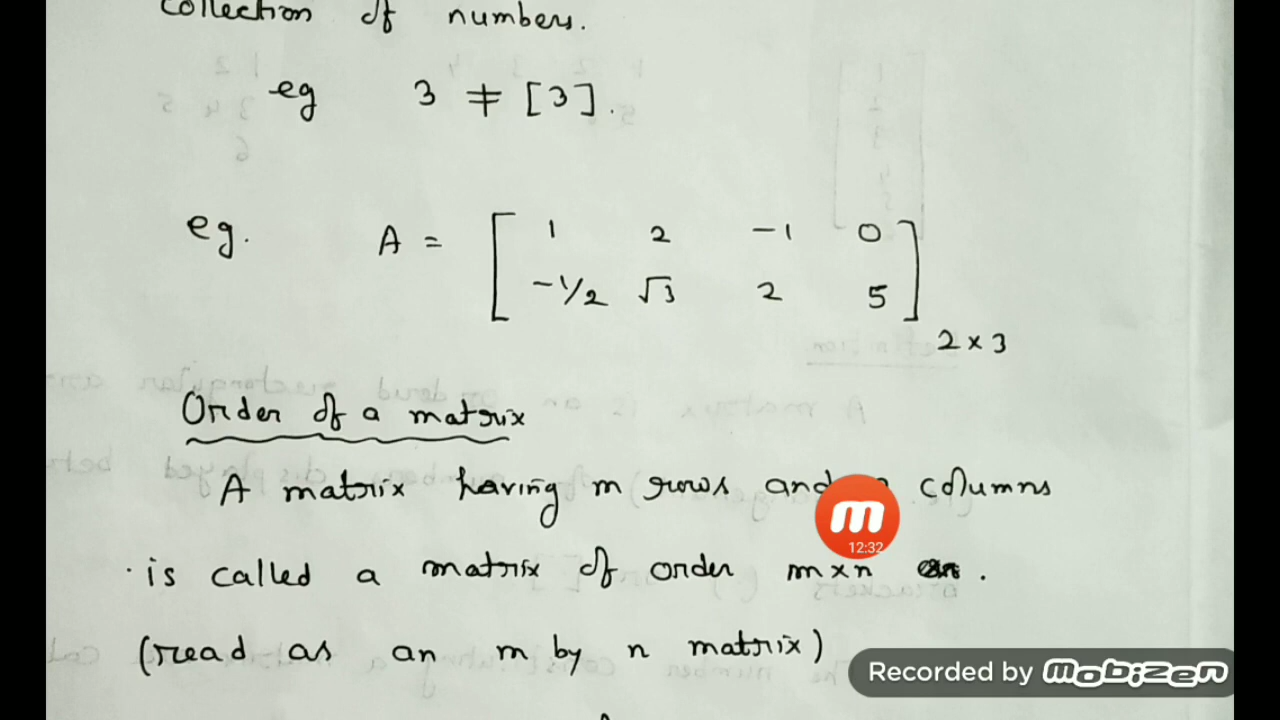 collection of numbers.
eg 3 ≠ [3].
eg. A = [ 1 2 -1 0
-1/2 √3 2 5 ] 2 x 3
Order of a matrix
A matrix having m rows and columns
is called a matrix of order m x n .
(read as an m by n matrix)
m
12:32
Recorded by Mobizen